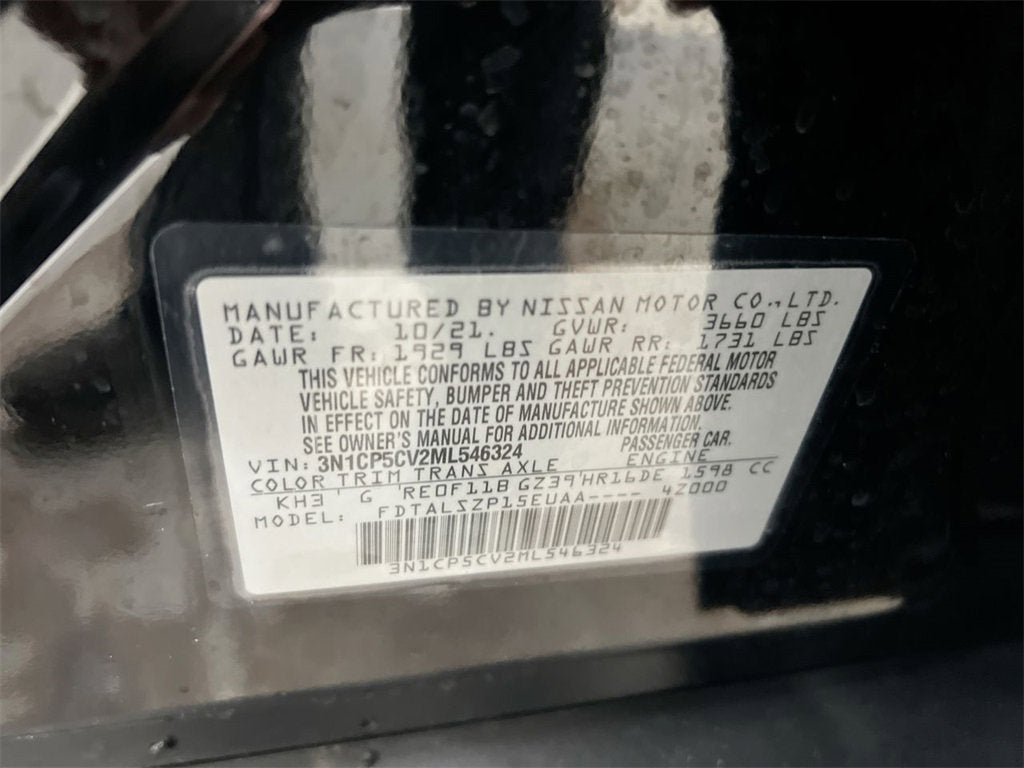 MANUFACTURED BY NISSAN MOTOR CO.,LTD.
DATE: 10/21. GVWR: 3660 LBS
GAWR FR: 1929 LBS GAWR RR: 1731 LBS
THIS VEHICLE CONFORMS TO ALL APPLICABLE FEDERAL MOTOR
VEHICLE SAFETY, BUMPER AND THEFT PREVENTION STANDARDS
IN EFFECT ON THE DATE OF MANUFACTURE SHOWN ABOVE.
SEE OWNER'S MANUAL FOR ADDITIONAL INFORMATION.
VIN: 3N1CP5CV2ML546324 PASSENGER CAR.
COLOR TRIM TRANS AXLE ENGINE
KH3 ' G RE0F11B GZ39'HR16DE 1598 CC
MODEL: FDTALSZP15EUAA---- 4Z000
3N1CP5CV2ML546324